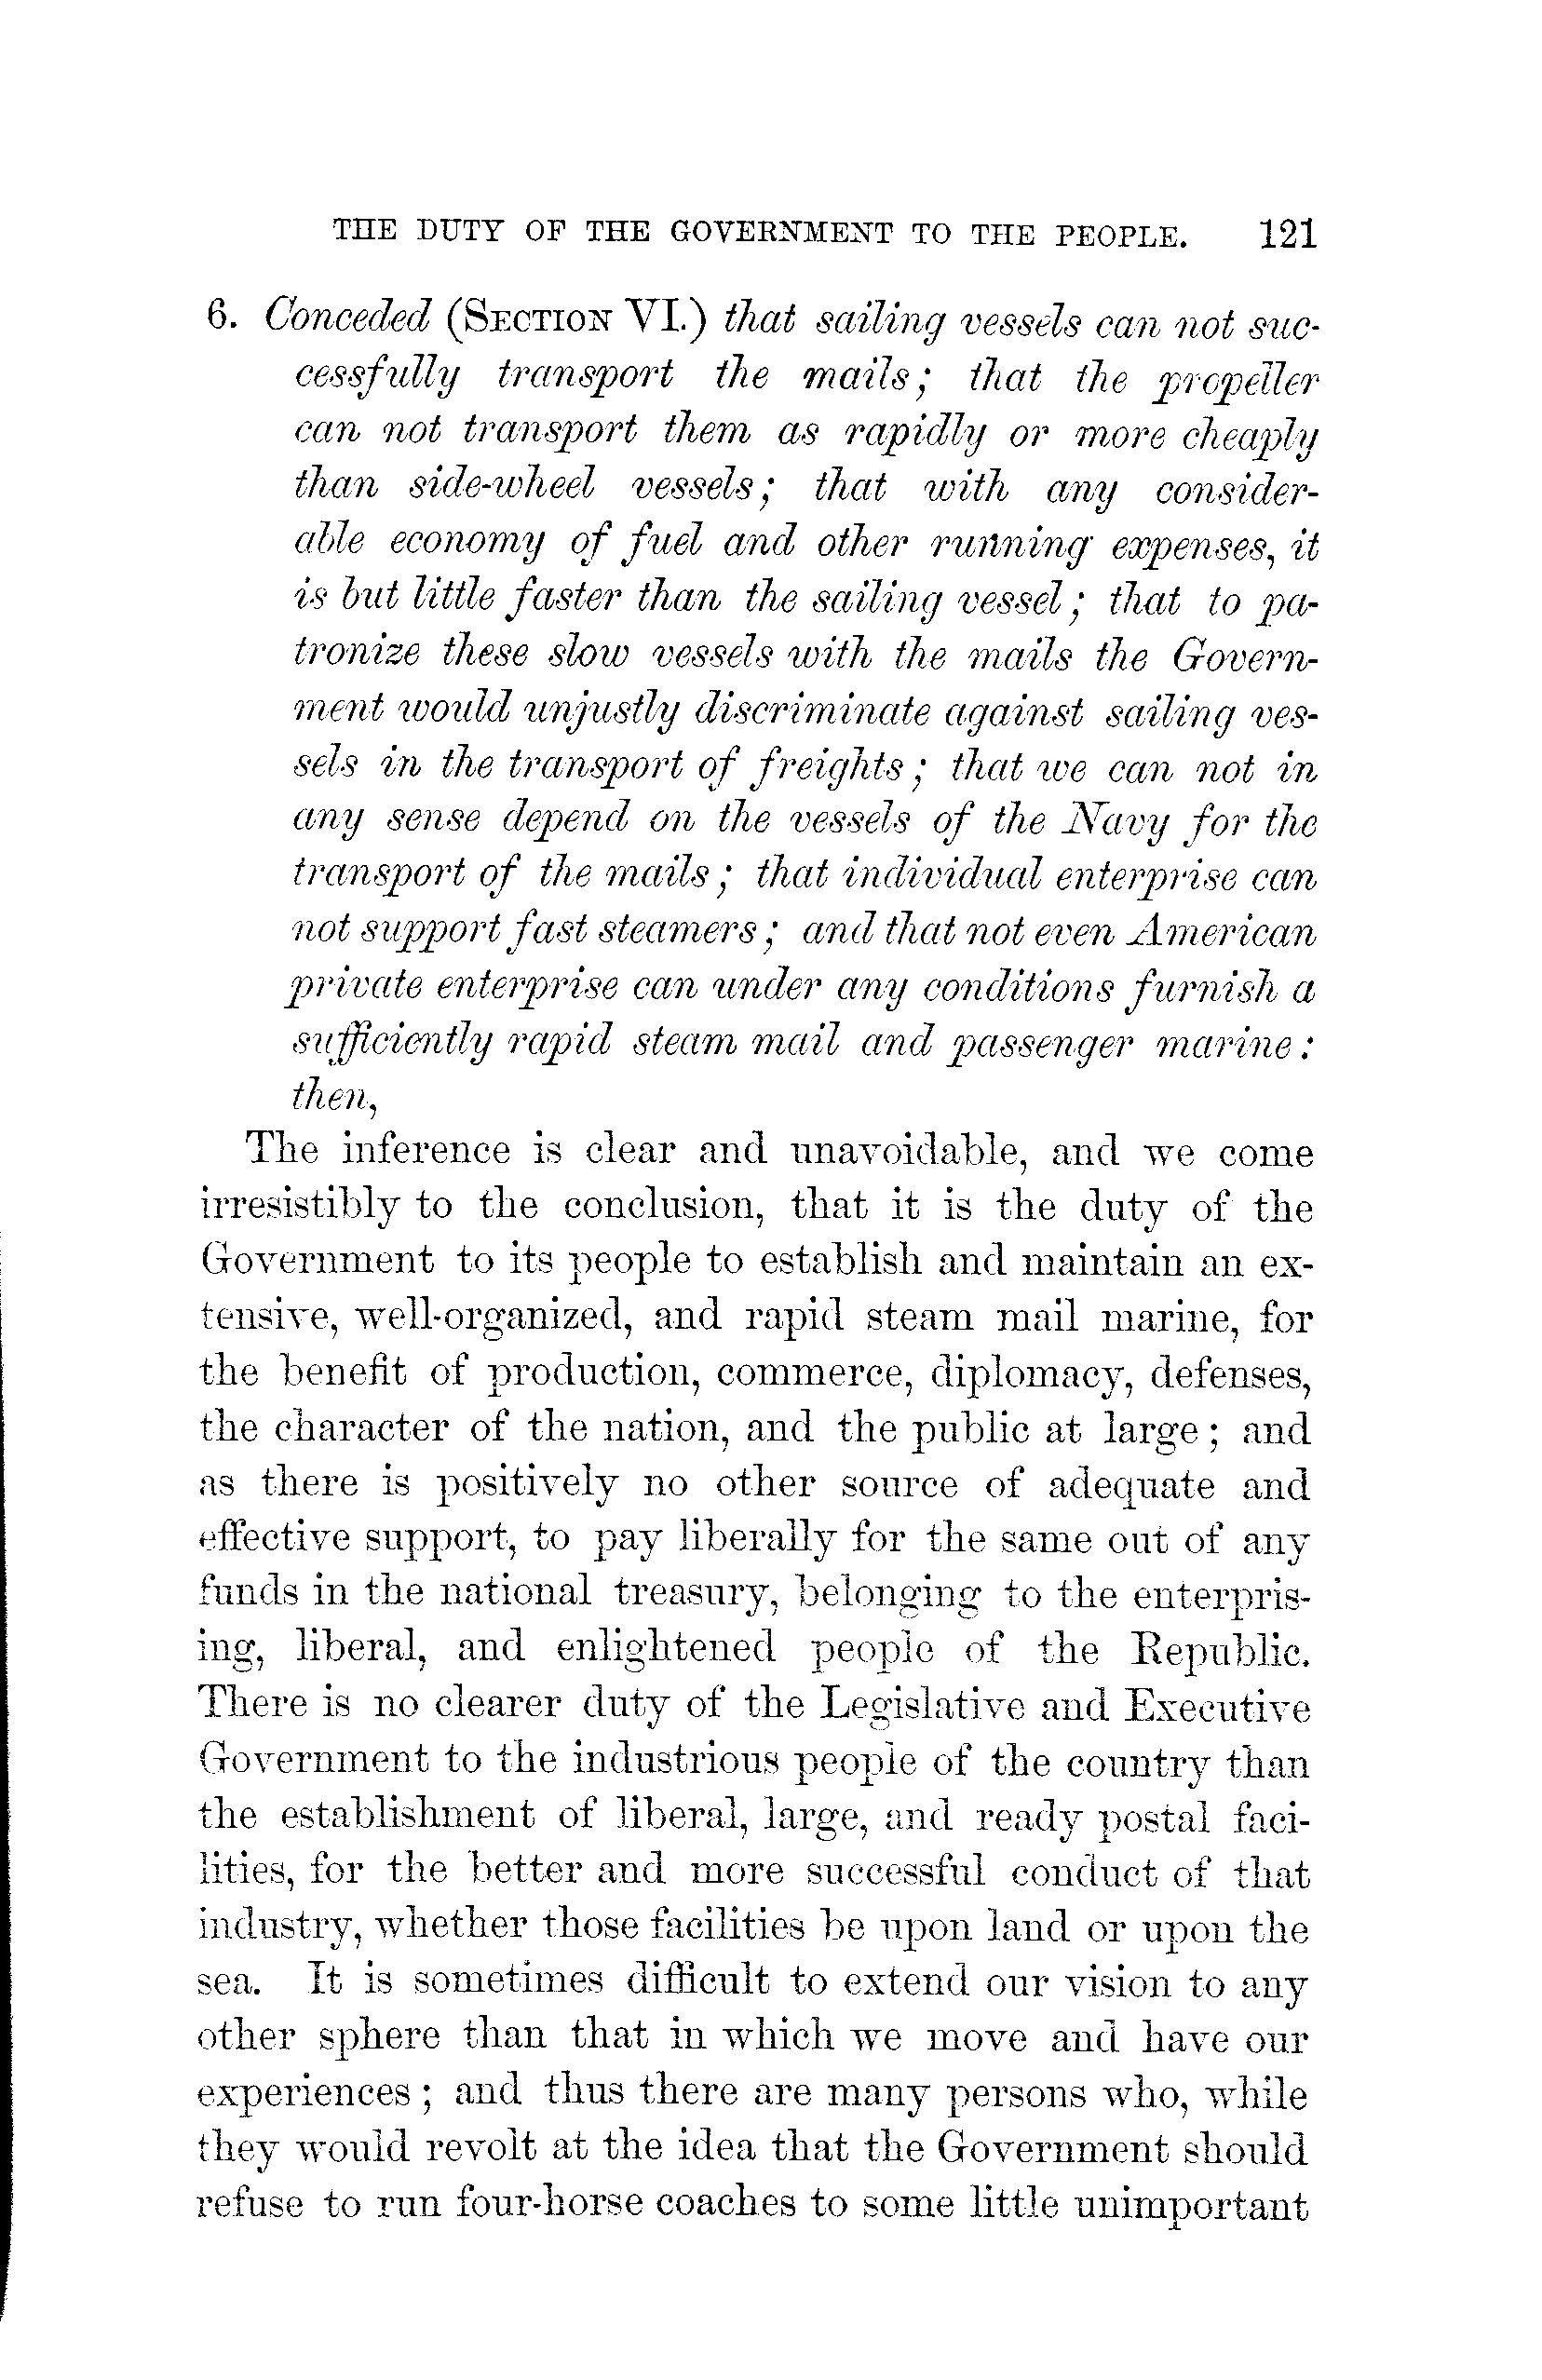 THE DUTY OF THE GOVERNMENT TO THE PEOPLE. 121
6. Conceded (SECTION VI.) that sailing vessels can not suc-
cessfully transport the mails; that the propeller
can not transport them as rapidly or more cheaply
than side-wheel vessels; that with any consider-
able economy of fuel and other running expenses, it
is but little faster than the sailing vessel; that to pa-
tronize these slow vessels with the mails the Govern-
ment would unjustly discriminate against sailing ves-
sels in the transport of freights; that we can not in
any sense depend on the vessels of the Navy for the
transport of the mails; that individual enterprise can
not support fast steamers; and that not even American
private enterprise can under any conditions furnish a
sufficiently rapid steam mail and passenger marine:
then,
The inference is clear and unavoidable, and we come
irresistibly to the conclusion, that it is the duty of the
Government to its people to establish and maintain an ex-
tensive, well-organized, and rapid steam mail marine, for
the benefit of production, commerce, diplomacy, defenses,
the character of the nation, and the public at large; and
as there is positively no other source of adequate and
effective support, to pay liberally for the same out of any
funds in the national treasury, belonging to the enterpris-
ing, liberal, and enlightened people of the Republic.
There is no clearer duty of the Legislative and Executive
Government to the industrious people of the country than
the establishment of liberal, large, and ready postal faci-
lities, for the better and more successful conduct of that
industry, whether those facilities be upon land or upon the
sea. It is sometimes difficult to extend our vision to any
other sphere than that in which we move and have our
experiences; and thus there are many persons who, while
they would revolt at the idea that the Government should
refuse to run four-horse coaches to some little unimportant